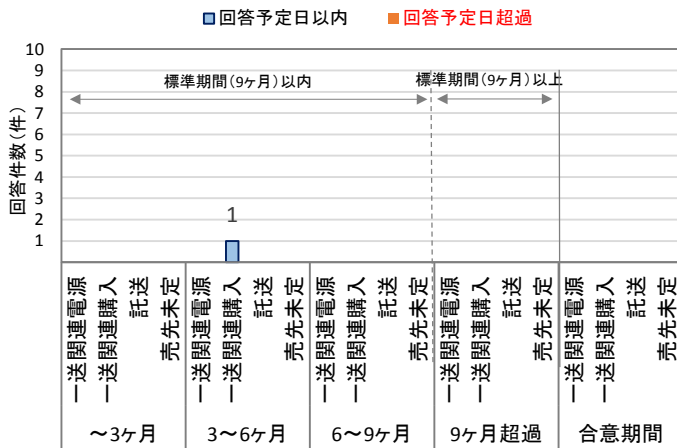 回答予定日以内 回答予定日超過
標準期間(9ヶ月)以内 標準期間(9ヶ月)以上
回答件数(件)
10
9
8
7
6
5
4
3
2
1
1
一送関連電源 一送関連購入 託送 売先未定 一送関連電源 一送関連購入 託送 売先未定 一送関連電源 一送関連購入 託送 売先未定 一送関連電源 一送関連購入 託送 売先未定 一送関連電源 一送関連購入 託送 売先未定
～3ヶ月 3～6ヶ月 6～9ヶ月 9ヶ月超過 合意期間